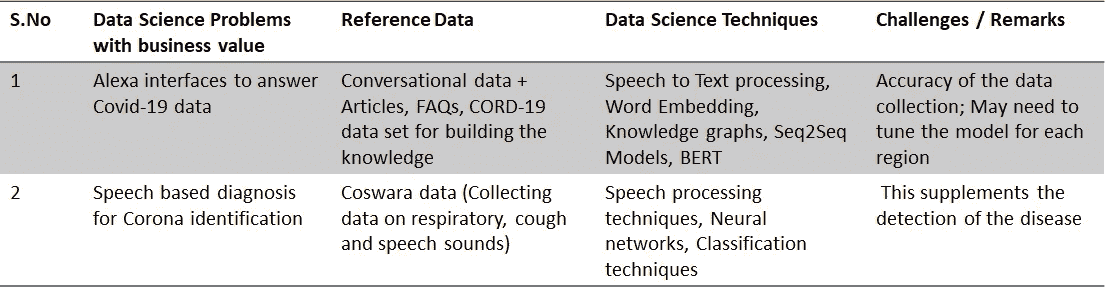 S.No Data Science Problems with business value Reference Data Data Science Techniques Challenges / Remarks
1 Alexa interfaces to answer Covid-19 data Conversational data + Articles, FAQs, CORD-19 data set for building the knowledge Speech to Text processing, Word Embedding, Knowledge graphs, Seq2Seq Models, BERT Accuracy of the data collection; May need to tune the model for each region
2 Speech based diagnosis for Corona identification Coswara data (Collecting data on respiratory, cough and speech sounds) Speech processing techniques, Neural networks, Classification techniques This supplements the detection of the disease